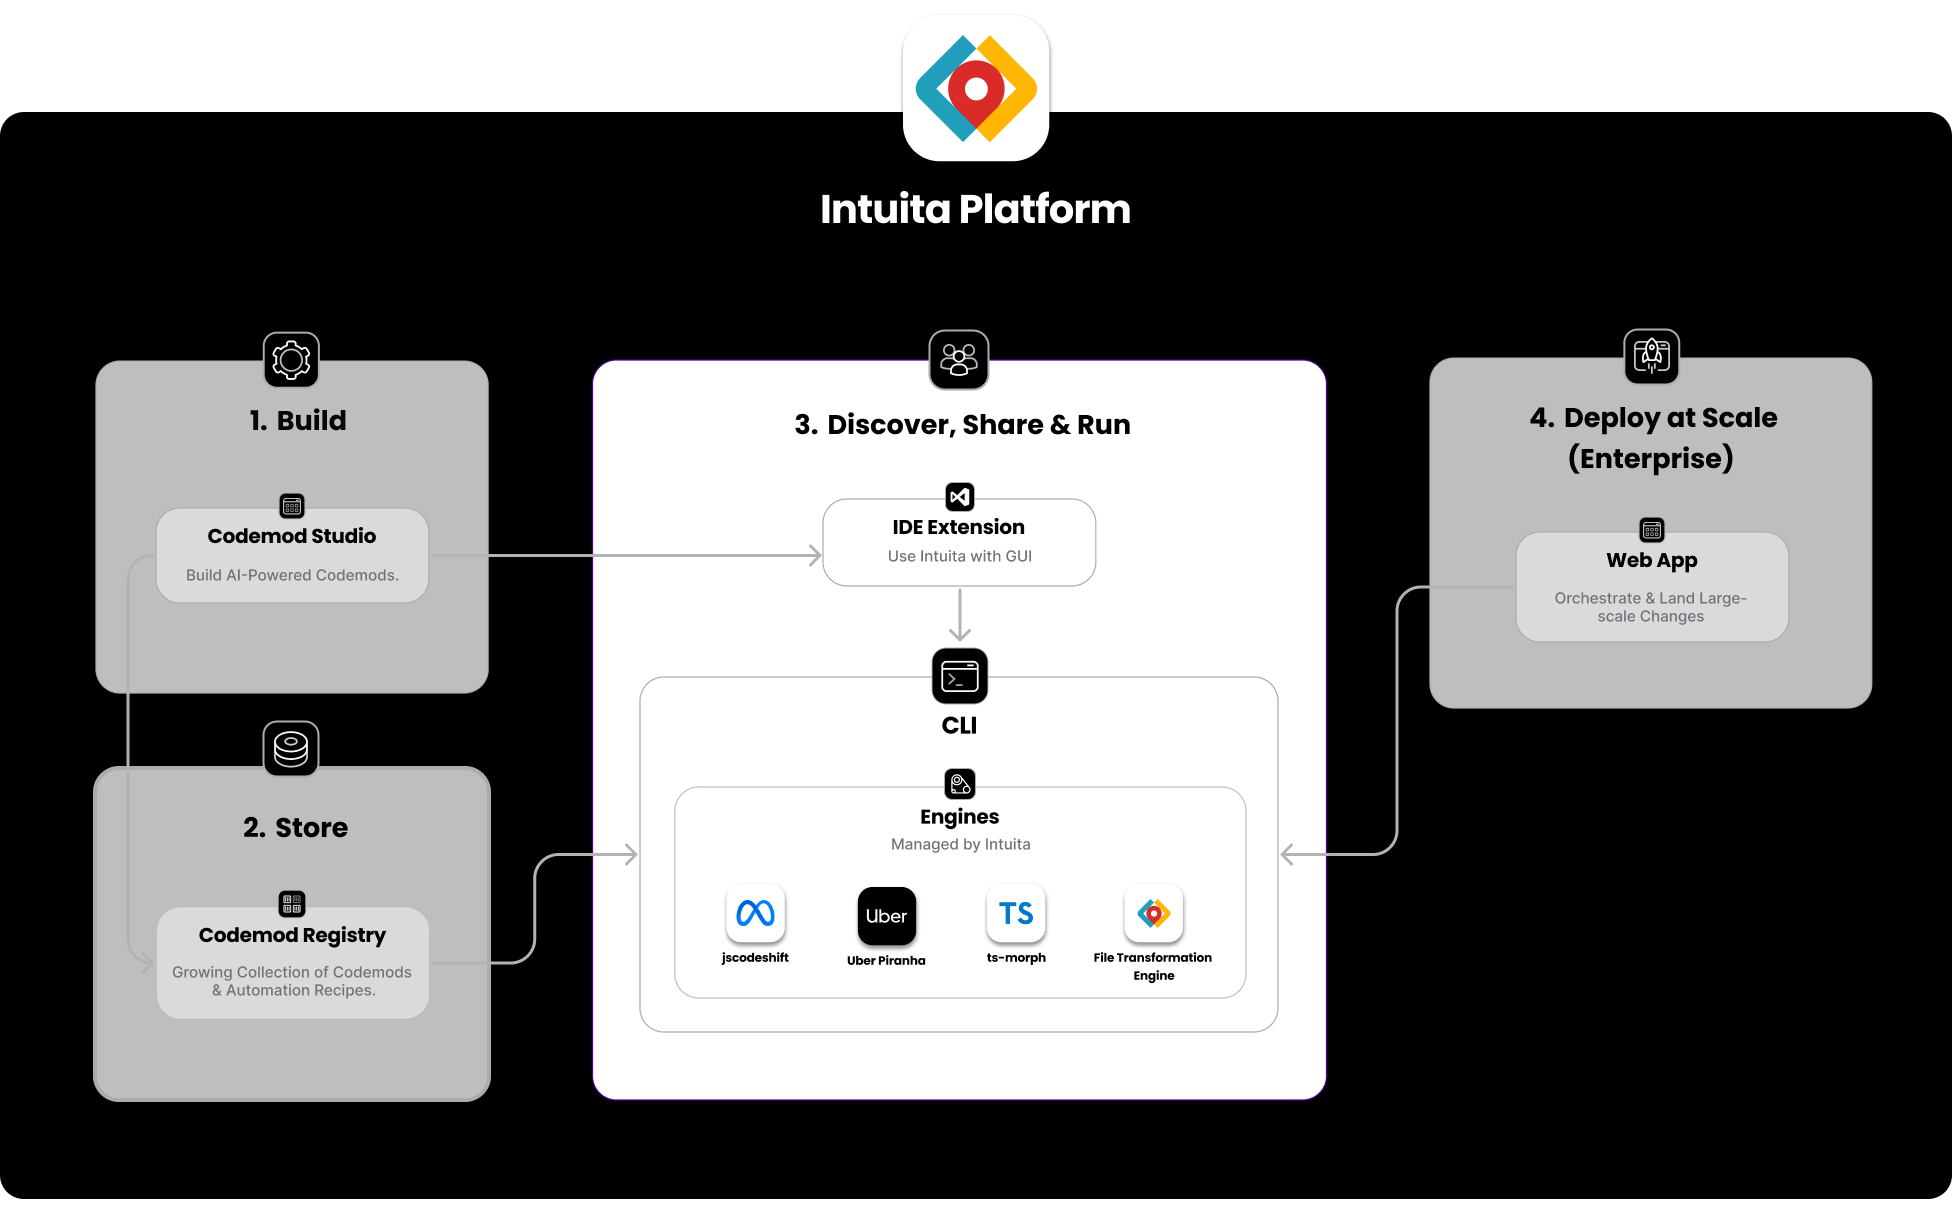 Intuita Platform
1. Build
Codemod Studio
Build AI-Powered Codemods.
2. Store
Codemod Registry
Growing Collection of Codemods
& Automation Recipes.
3. Discover, Share & Run
IDE Extension
Use Intuita with GUI
CLI
Engines
Managed by Intuita
jscodeshift
Uber
Uber Piranha
TS
ts-morph
File Transformation
Engine
4. Deploy at Scale
(Enterprise)
Web App
Orchestrate & Land Large-
scale Changes